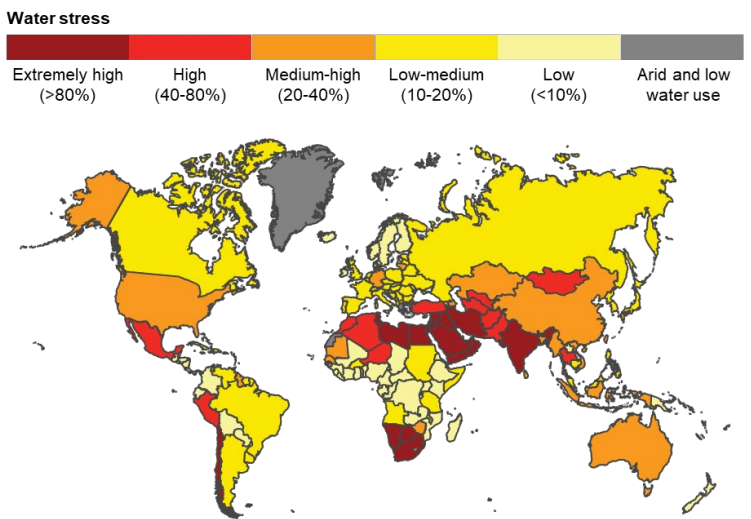 Water stress
Extremely high
(>80%)
High
(40-80%)
Medium-high
(20-40%)
Low-medium
(10-20%)
Low
(<10%)
Arid and low
water use